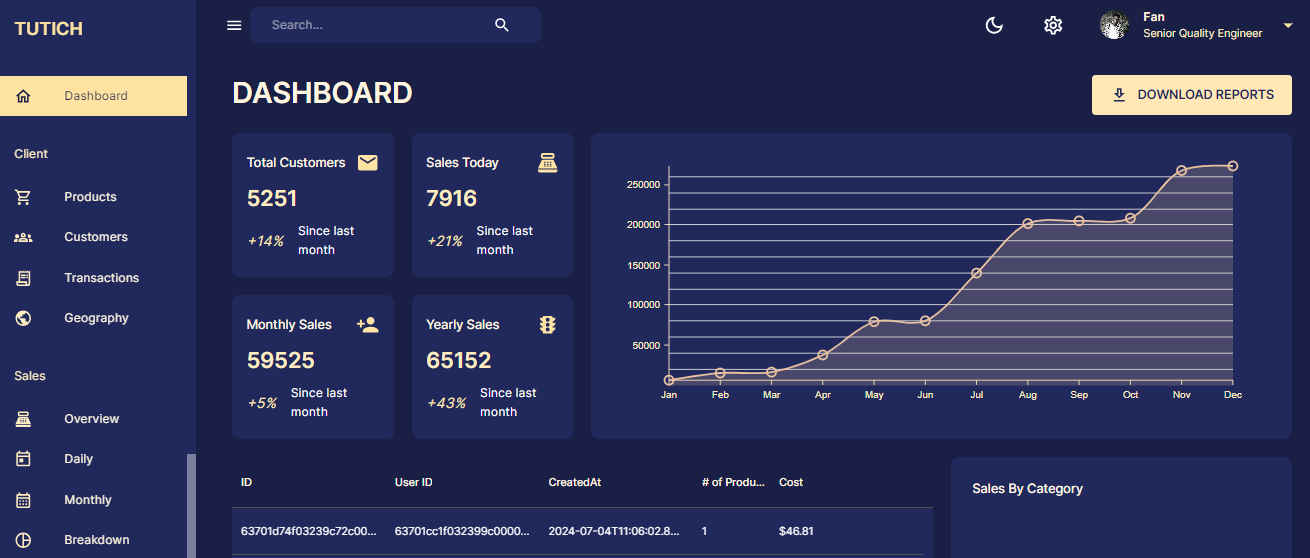 TUTICH
Search...
Fan
Senior Quality Engineer
Dashboard
Client
Products
Customers
Transactions
Geography
Sales
Overview
Daily
Monthly
Breakdown
DASHBOARD
DOWNLOAD REPORTS
Total Customers
5251
+14%
Since last
month
Sales Today
7916
+21%
Since last
month
Monthly Sales
59525
+5%
Since last
month
Yearly Sales
65152
+43%
Since last
month
250000
200000
150000
100000
50000
Jan Feb Mar Apr May Jun Jul Aug Sep Oct Nov Dec
ID User ID CreatedAt # of Produ... Cost
63701d74f03239c72c00... 63701cc1f032399c0000... 2024-07-04T11:06:02.8... 1 $46.81
Sales By Category